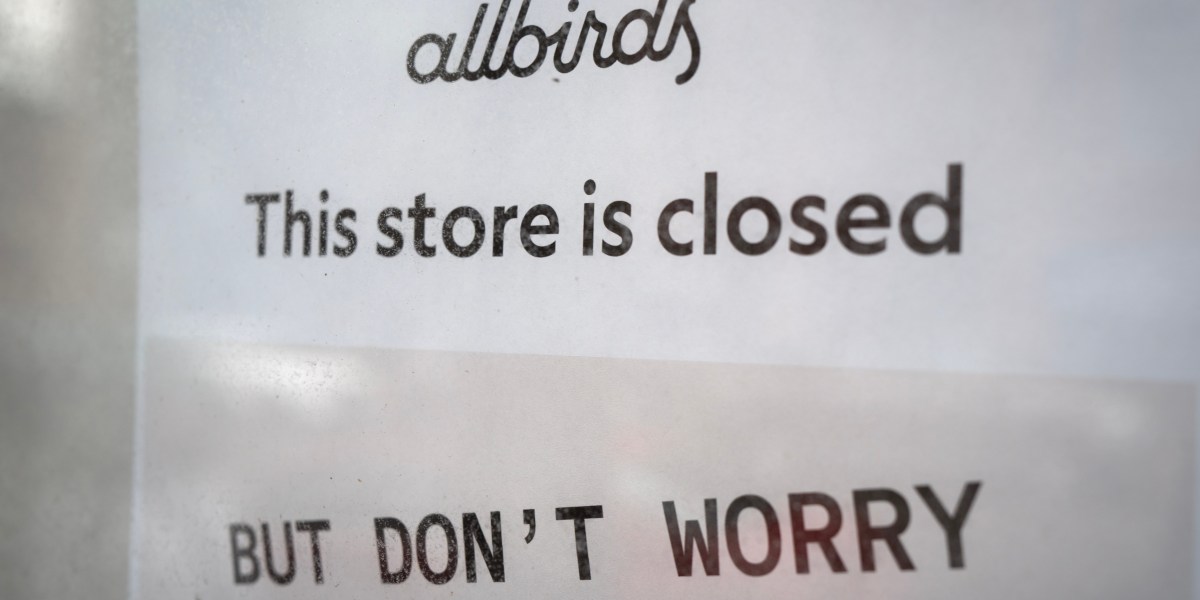 allbirds
This store is closed
BUT DON'T WORRY